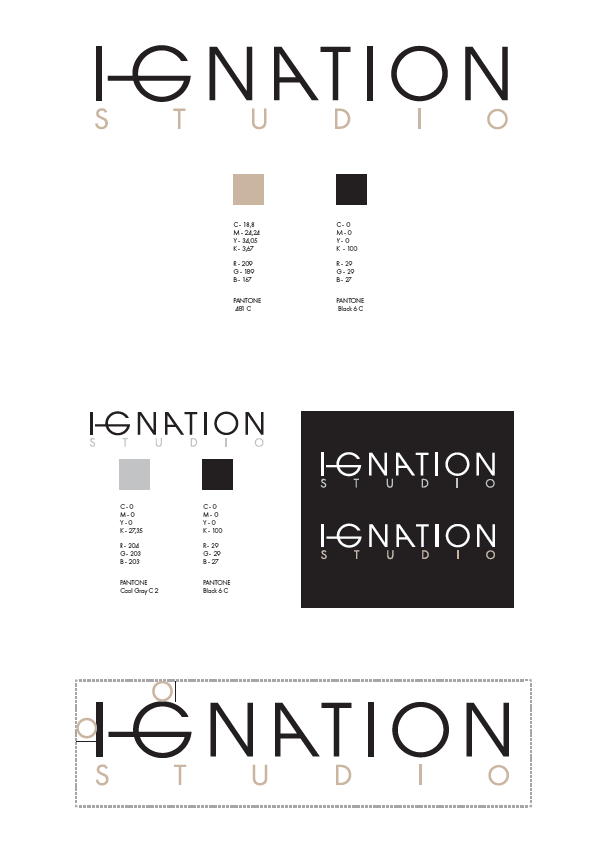 IGNATION
STUDIO
C - 18,8
M - 24,24
Y - 34,05
K - 3,67
R - 209
G - 189
B - 167
PANTONE
481 C
C - 0
M - 0
Y - 0
K - 100
R - 29
G - 29
B - 27
PANTONE
Black 6 C
IGNATION
STUDIO
C - 0
M - 0
Y - 0
K - 27,35
R - 204
G - 203
B - 203
PANTONE
Cool Gray C 2
C - 0
M - 0
Y - 0
K - 100
R - 29
G - 29
B - 27
PANTONE
Black 6 C
IGNATION
STUDIO
IGNATION
STUDIO
IGNATION
STUDIO